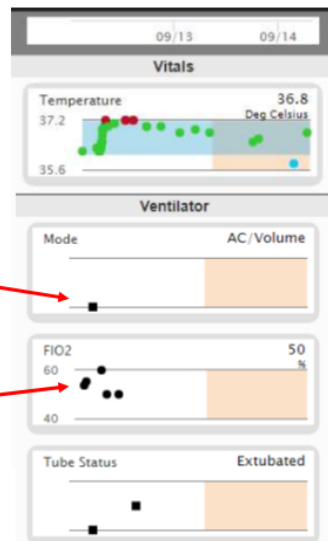 09/13 09/14
Vitals
Temperature 36.8
37.2 Deg Celsius
35.6
Ventilator
Mode AC/Volume
FIO2 50
60 %
40
Tube Status Extubated